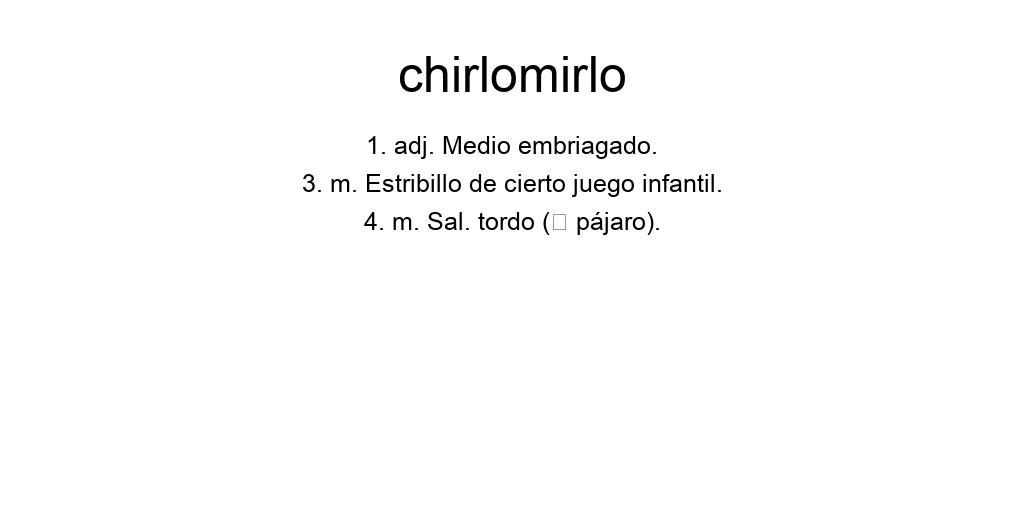 chirlomirlo
1. adj. Medio embriagado.
3. m. Estribillo de cierto juego infantil.
4. m. Sal. tordo (□ pájaro).